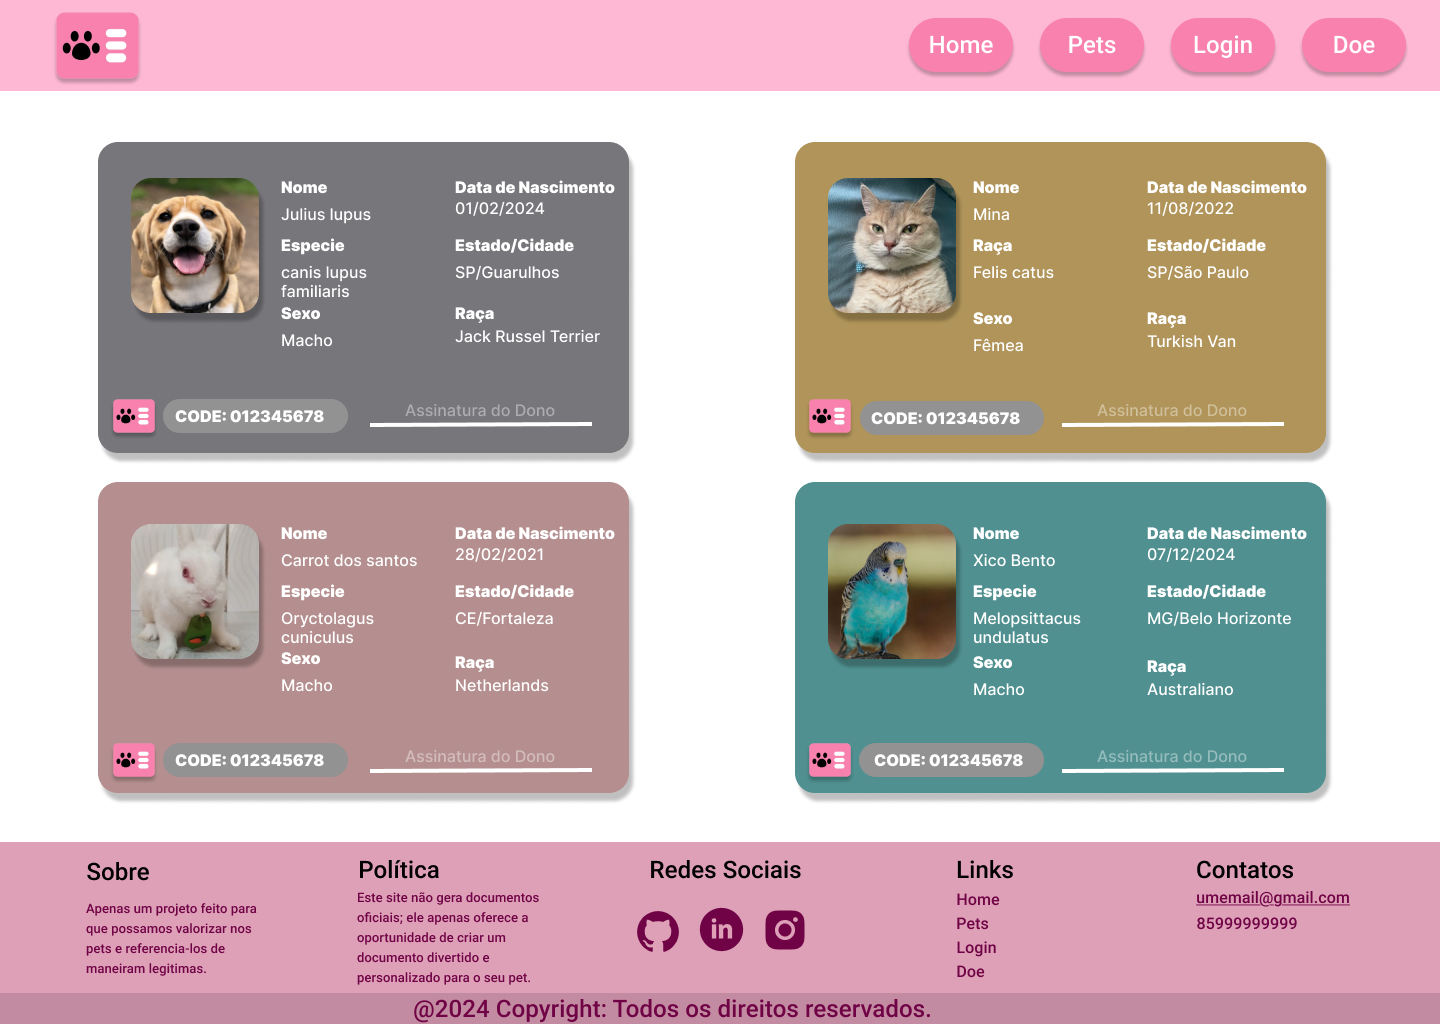 Home Pets Login Doe
Nome
Julius lupus
Especie
canis lupus
familiaris
Sexo
Macho
Data de Nascimento
01/02/2024
Estado/Cidade
SP/Guarulhos
Raça
Jack Russel Terrier
CODE: 012345678
Assinatura do Dono
Nome
Mina
Raça
Felis catus
Sexo
Fêmea
Data de Nascimento
11/08/2022
Estado/Cidade
SP/São Paulo
Raça
Turkish Van
CODE: 012345678
Assinatura do Dono
Nome
Carrot dos santos
Especie
Oryctolagus
cuniculus
Sexo
Macho
Data de Nascimento
28/02/2021
Estado/Cidade
CE/Fortaleza
Raça
Netherlands
CODE: 012345678
Assinatura do Dono
Nome
Xico Bento
Especie
Melopsittacus
undulatus
Sexo
Macho
Data de Nascimento
07/12/2024
Estado/Cidade
MG/Belo Horizonte
Raça
Australiano
CODE: 012345678
Assinatura do Dono
Sobre
Apenas um projeto feito para
que possamos valorizar nos
pets e referencia-los de
maneiram legitimas.
Política
Este site não gera documentos
oficiais; ele apenas oferece a
oportunidade de criar um
documento divertido e
personalizado para o seu pet.
Redes Sociais
in
Links
Home
Pets
Login
Doe
Contatos
umemail@gmail.com
85999999999
@2024 Copyright: Todos os direitos reservados.